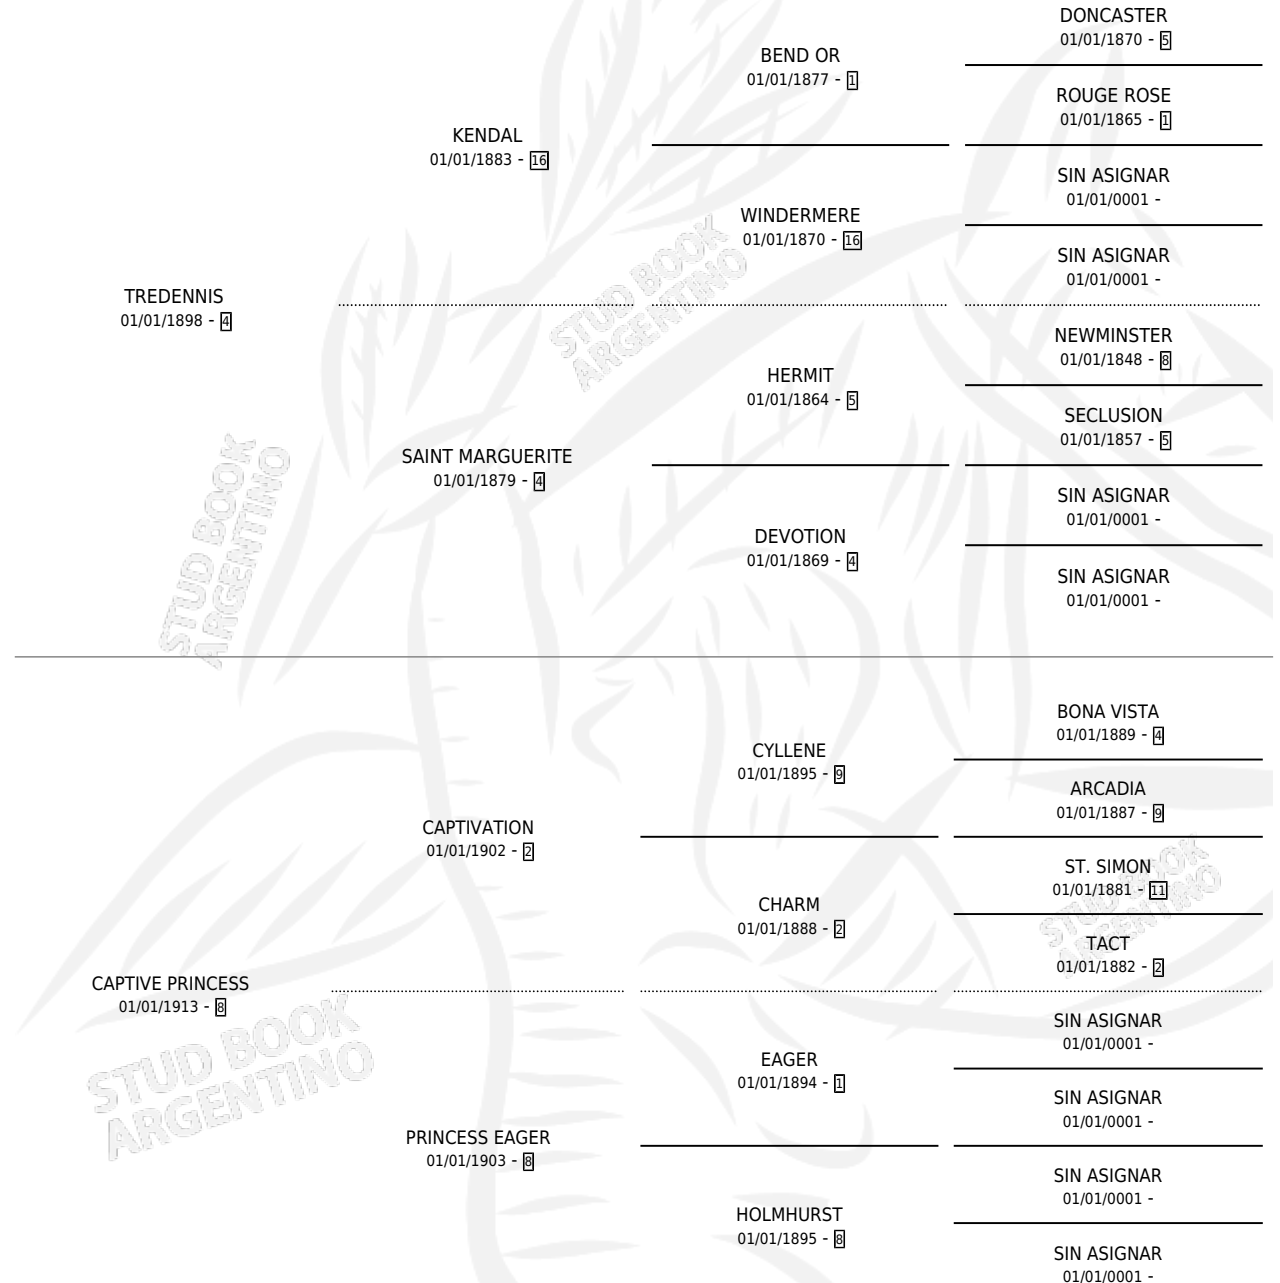 DONCASTER
01/01/1870 - 5
BEND OR
01/01/1877 - 1
ROUGE ROSE
01/01/1865 - 1
KENDAL
01/01/1883 - 16
SIN ASIGNAR
01/01/0001 -
WINDERMERE
01/01/1870 - 16
SIN ASIGNAR
01/01/0001 -
TREDENNIS
01/01/1898 - 4
NEWMINSTER
01/01/1848 - 8
HERMIT
01/01/1864 - 5
SECLUSION
01/01/1857 - 5
SAINT MARGUERITE
01/01/1879 - 4
SIN ASIGNAR
01/01/0001 -
DEVOTION
01/01/1869 - 4
SIN ASIGNAR
01/01/0001 -
BONA VISTA
01/01/1889 - 4
CYLLENE
01/01/1895 - 9
ARCADIA
01/01/1887 - 9
CAPTIVATION
01/01/1902 - 2
ST. SIMON
01/01/1881 - 11
CHARM
01/01/1888 - 2
TACT
01/01/1882 - 2
CAPTIVE PRINCESS
01/01/1913 - 8
SIN ASIGNAR
01/01/0001 -
EAGER
01/01/1894 - 1
SIN ASIGNAR
01/01/0001 -
PRINCESS EAGER
01/01/1903 - 8
SIN ASIGNAR
01/01/0001 -
HOLMHURST
01/01/1895 - 8
SIN ASIGNAR
01/01/0001 -
STUD BOOK
ARGENTINO
STUD BOOK
ARGENTINO
STUD BOOK
ARGENTINO
STUD BOOK
ARGENTINO